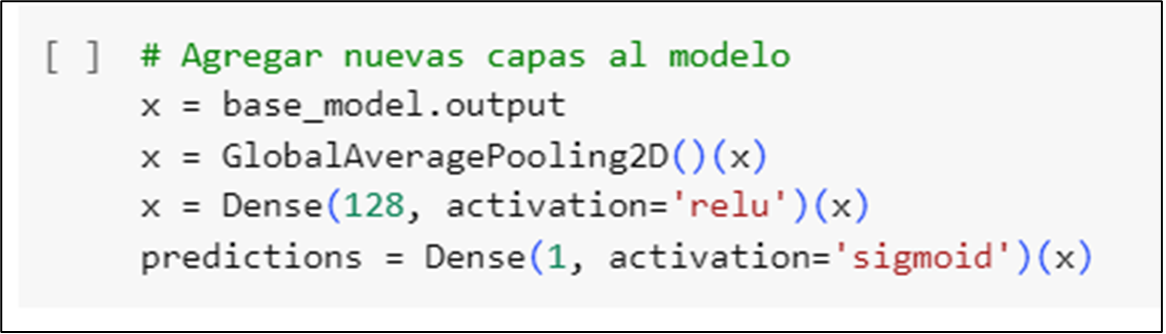 [ ] # Agregar nuevas capas al modelo
x = base_model.output
x = GlobalAveragePooling2D()(x)
x = Dense(128, activation='relu')(x)
predictions = Dense(1, activation='sigmoid')(x)